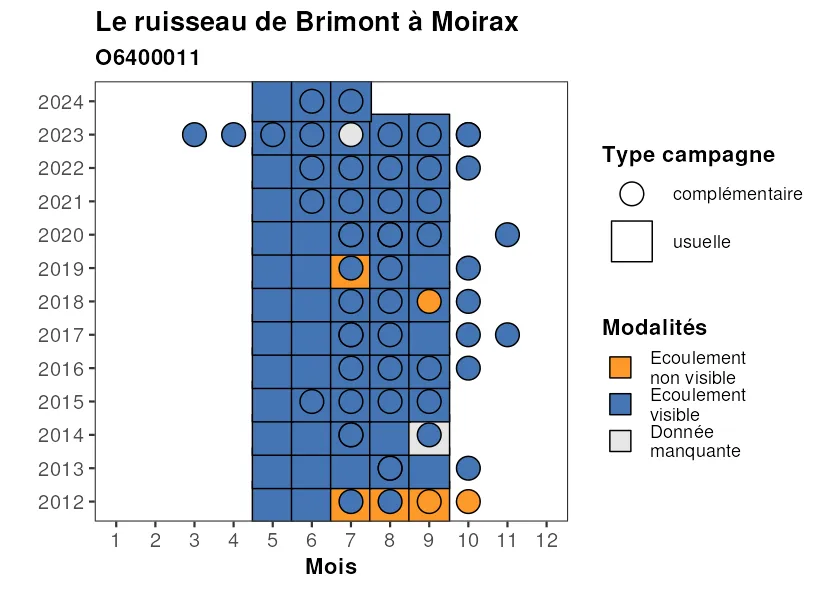 Le ruisseau de Brimont à Moirax
O6400011
2024
2023
2022
2021
2020
2019
2018
2017
2016
2015
2014
2013
2012
1 2 3 4 5 6 7 8 9 10 11 12
Mois
Type campagne
complémentaire
usuelle
Modalités
Ecoulement
non visible
Ecoulement
visible
Donnée
manquante